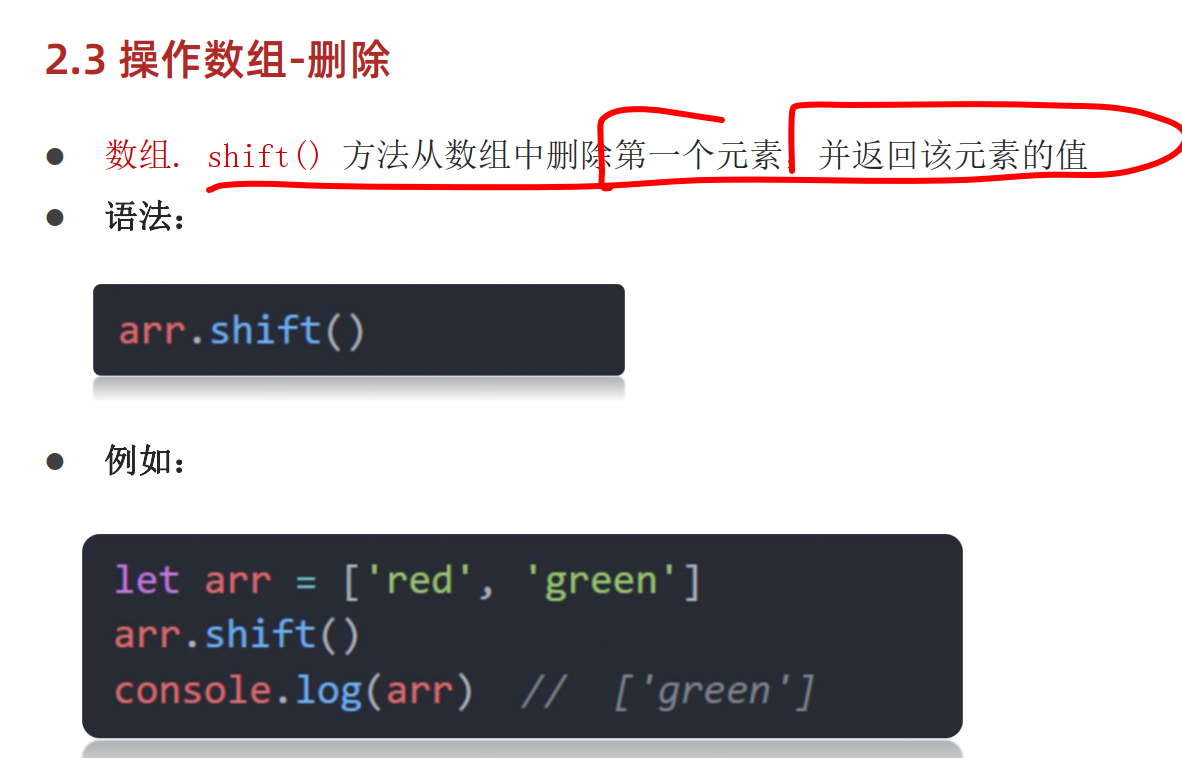 2.3 操作数组-删除
数组. shift() 方法从数组中删除第一个元素，并返回该元素的值
语法：
arr.shift()
例如：
let arr = ['red', 'green']
arr.shift()
console.log(arr)  //  ['green']